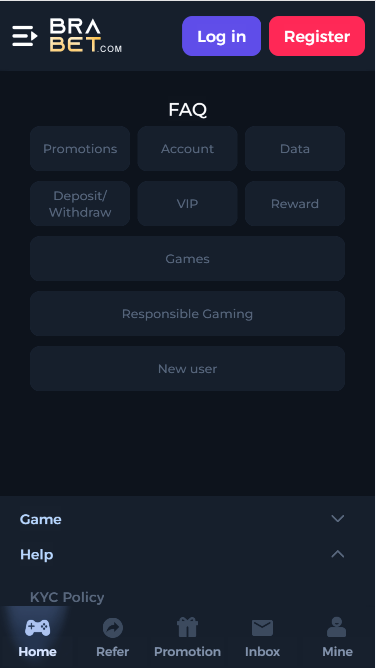 BRA
BET.COM
Log in
Register
FAQ
Promotions
Account
Data
Deposit/
Withdraw
VIP
Reward
Games
Responsible Gaming
New user
Game
Help
KYC Policy
Home
Refer
Promotion
Inbox
Mine